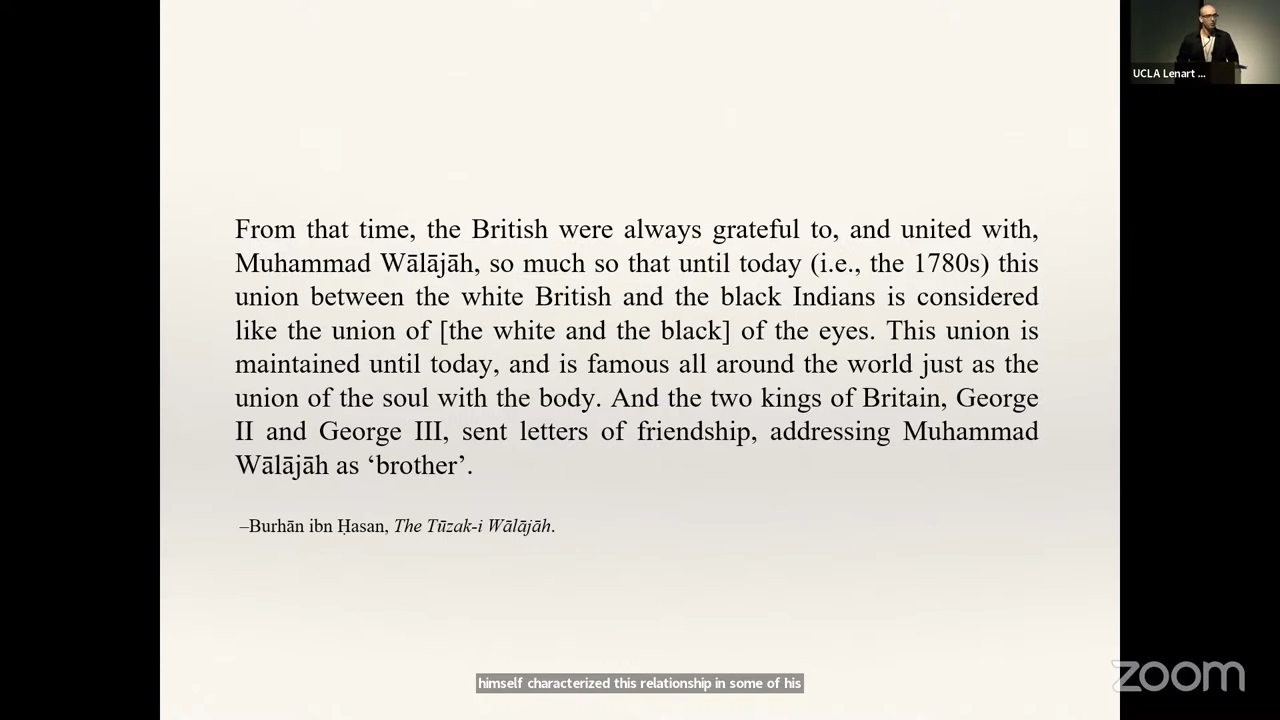 UCLA Lenart ...
From that time, the British were always grateful to, and united with,
Muhammad Wālājāh, so much so that until today (i.e., the 1780s) this
union between the white British and the black Indians is considered
like the union of [the white and the black] of the eyes. This union is
maintained until today, and is famous all around the world just as the
union of the soul with the body. And the two kings of Britain, George
II and George III, sent letters of friendship, addressing Muhammad
Wālājāh as ‘brother’.
–Burhān ibn Ḥasan, The Tūzak-i Wālājāh.
himself characterized this relationship in some of his
zoom